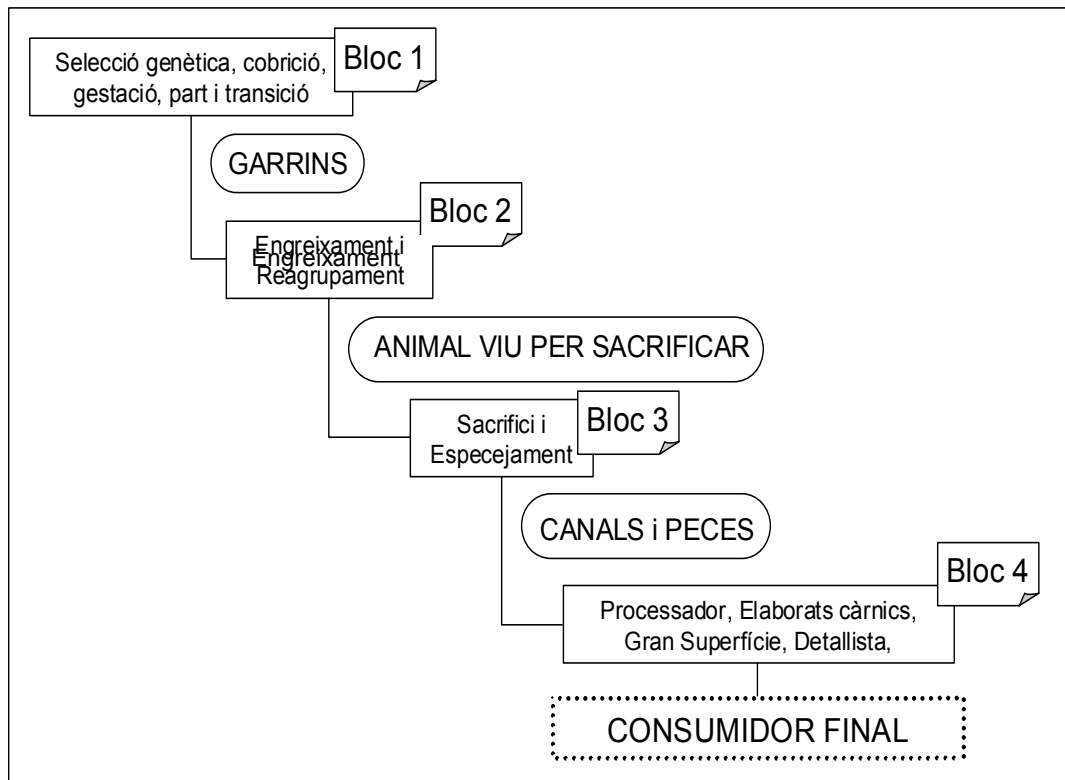 Bloc 1
Selecció genètica, cobrició,
gestació, part i transició
GARRINS
Bloc 2
Engreixament i
Engreixament
Reagrupament
ANIMAL VIU PER SACRIFICAR
Bloc 3
Sacrifici i
Especejament
CANALS i PECES
Bloc 4
Processador, Elaborats càrnics,
Gran Superfície, Detallista,
CONSUMIDOR FINAL